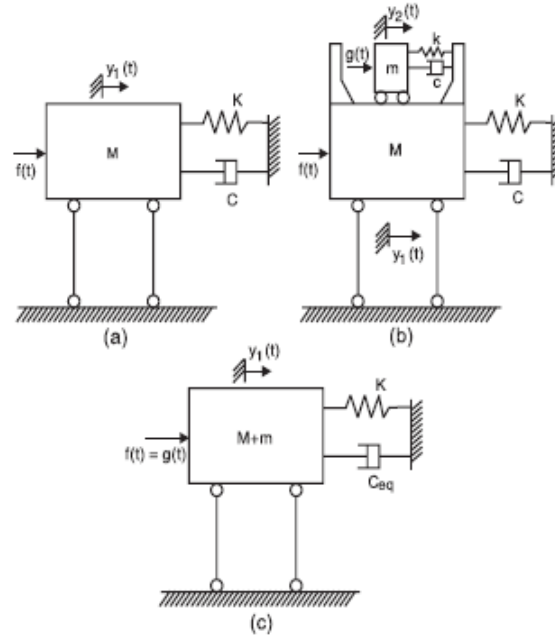 y₁(t)
K
M
f(t)
C
(a)
y₂(t)
k
g(t)
m
c
K
M
f(t)
C
y₁(t)
(b)
y₁(t)
K
M+m
f(t) = g(t)
Ceq
(c)